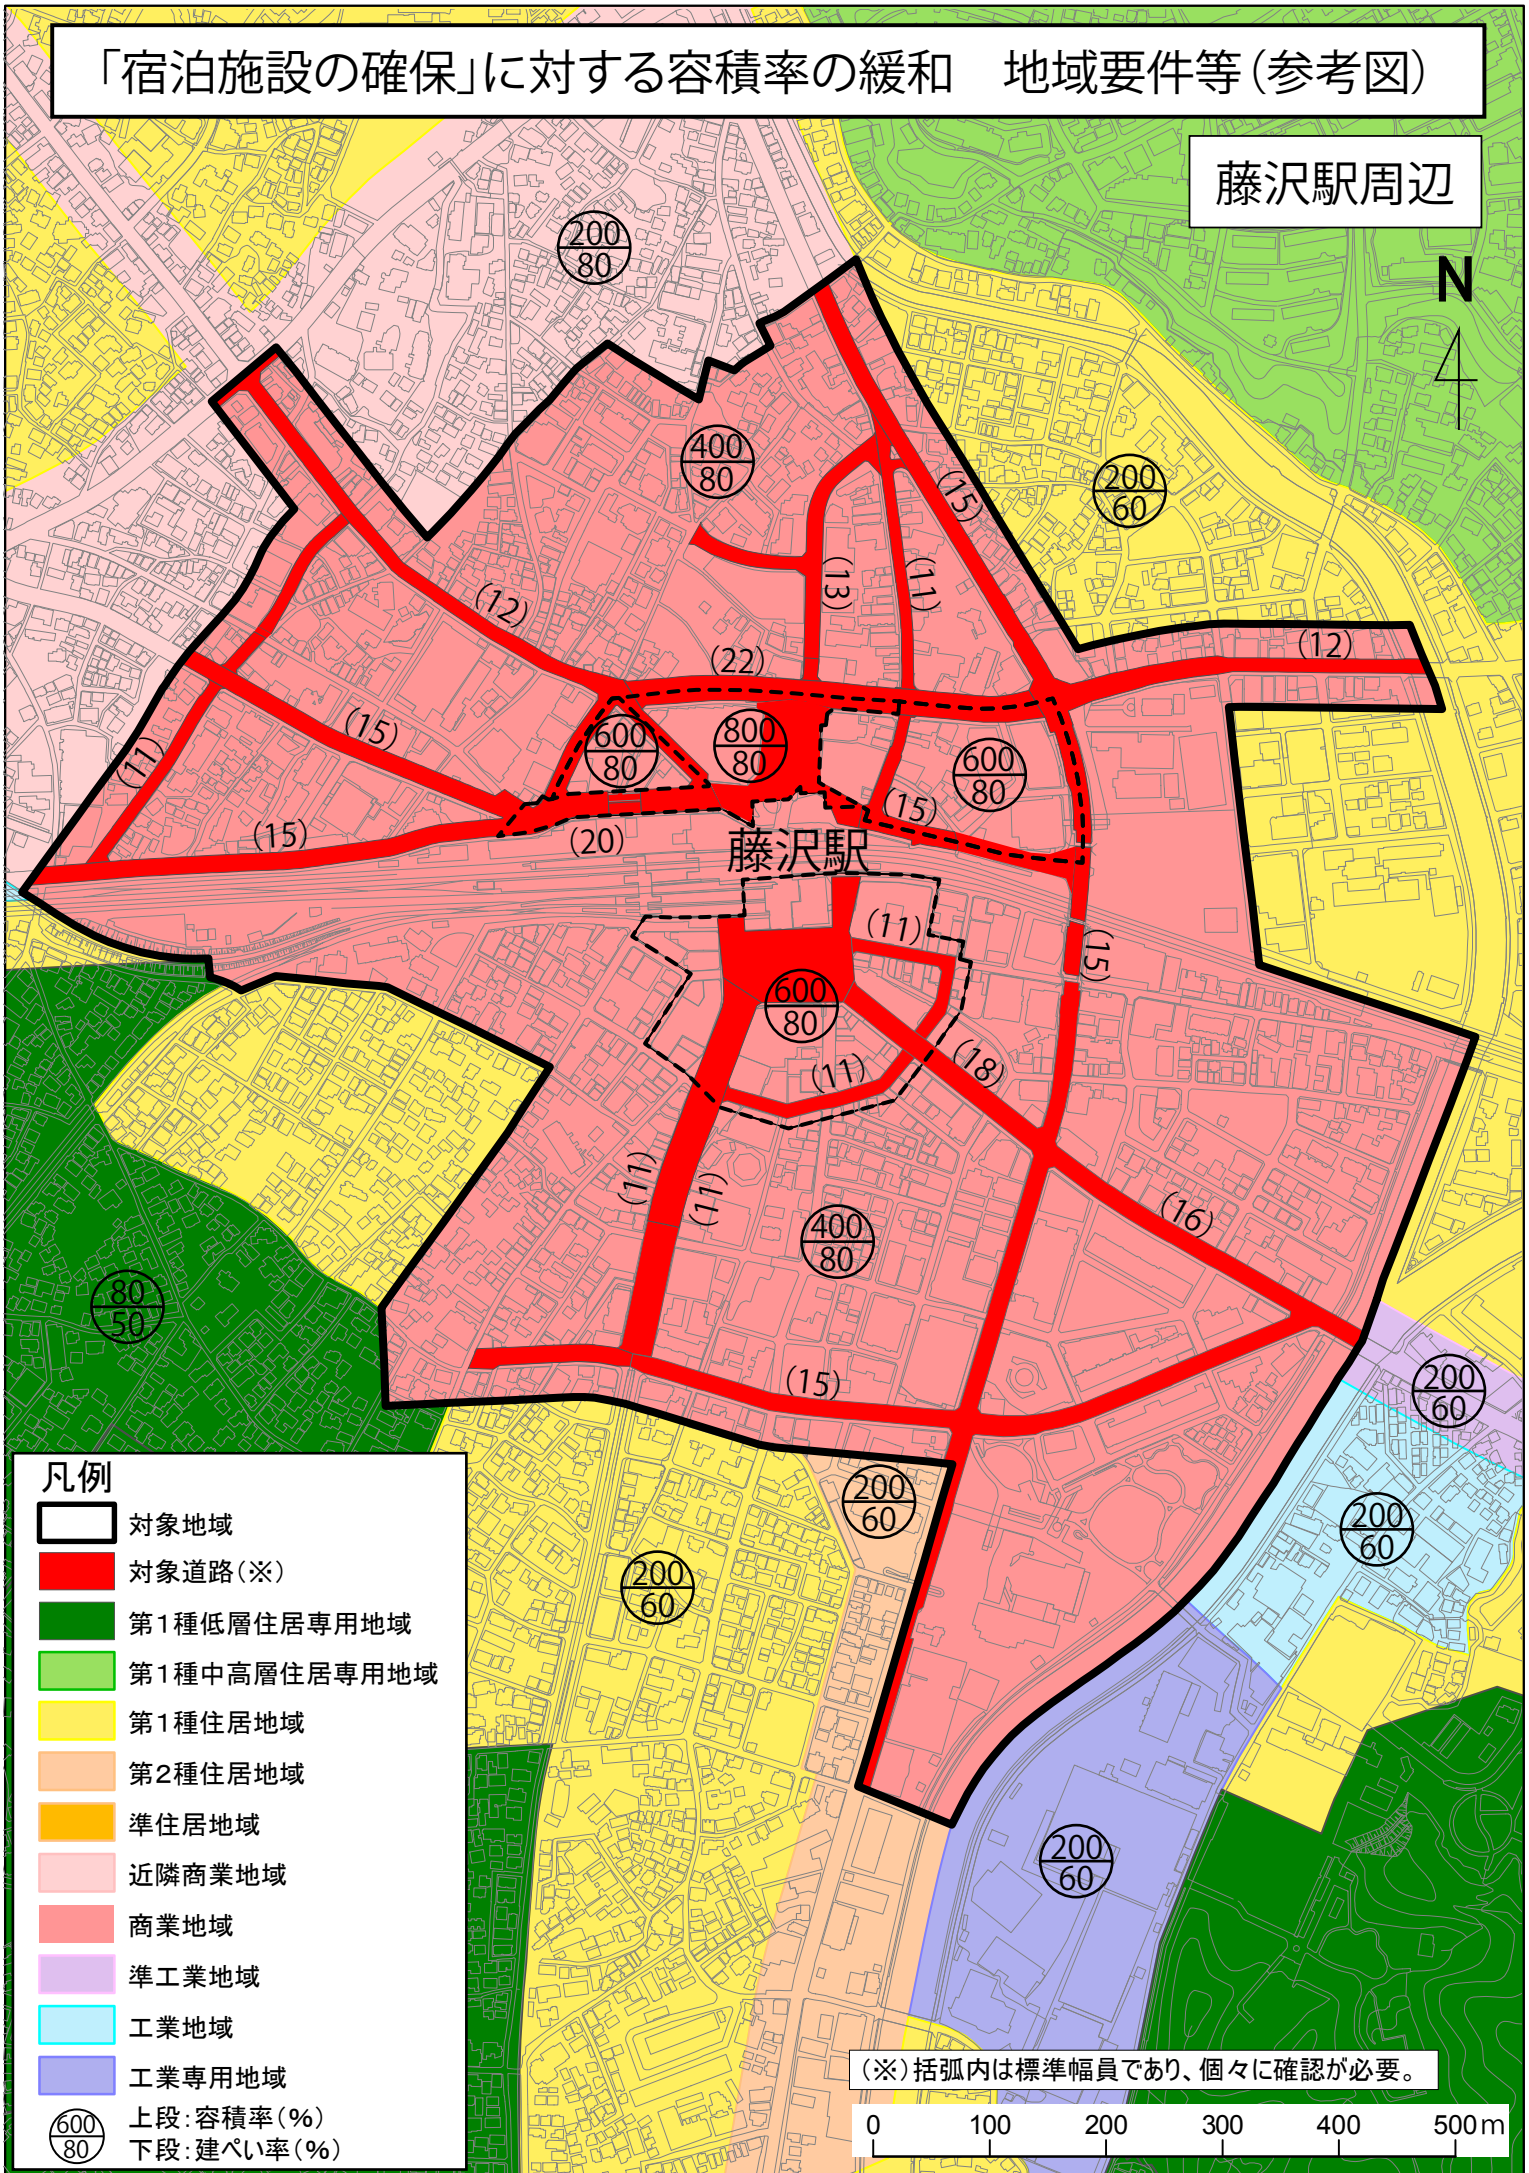 「宿泊施設の確保」に対する容積率の緩和　地域要件等(参考図)
藤沢駅周辺
N
200
80
400
80
200
60
(15)
(13)
(11)
(12)
(22)
(12)
(15)
(11)
600
80
800
80
600
80
(15)
(15)
(20)
藤沢駅
(11)
(15)
600
80
(18)
(11)
(11)
(11)
(16)
400
80
80
50
(15)
200
60
200
60
200
60
200
60
200
60
凡例
対象地域
対象道路(※)
第1種低層住居専用地域
第1種中高層住居専用地域
第1種住居地域
第2種住居地域
準住居地域
近隣商業地域
商業地域
準工業地域
工業地域
工業専用地域
600
80
上段:容積率(%)
下段:建ぺい率(%)
(※)括弧内は標準幅員であり、個々に確認が必要。
0 100 200 300 400 500m